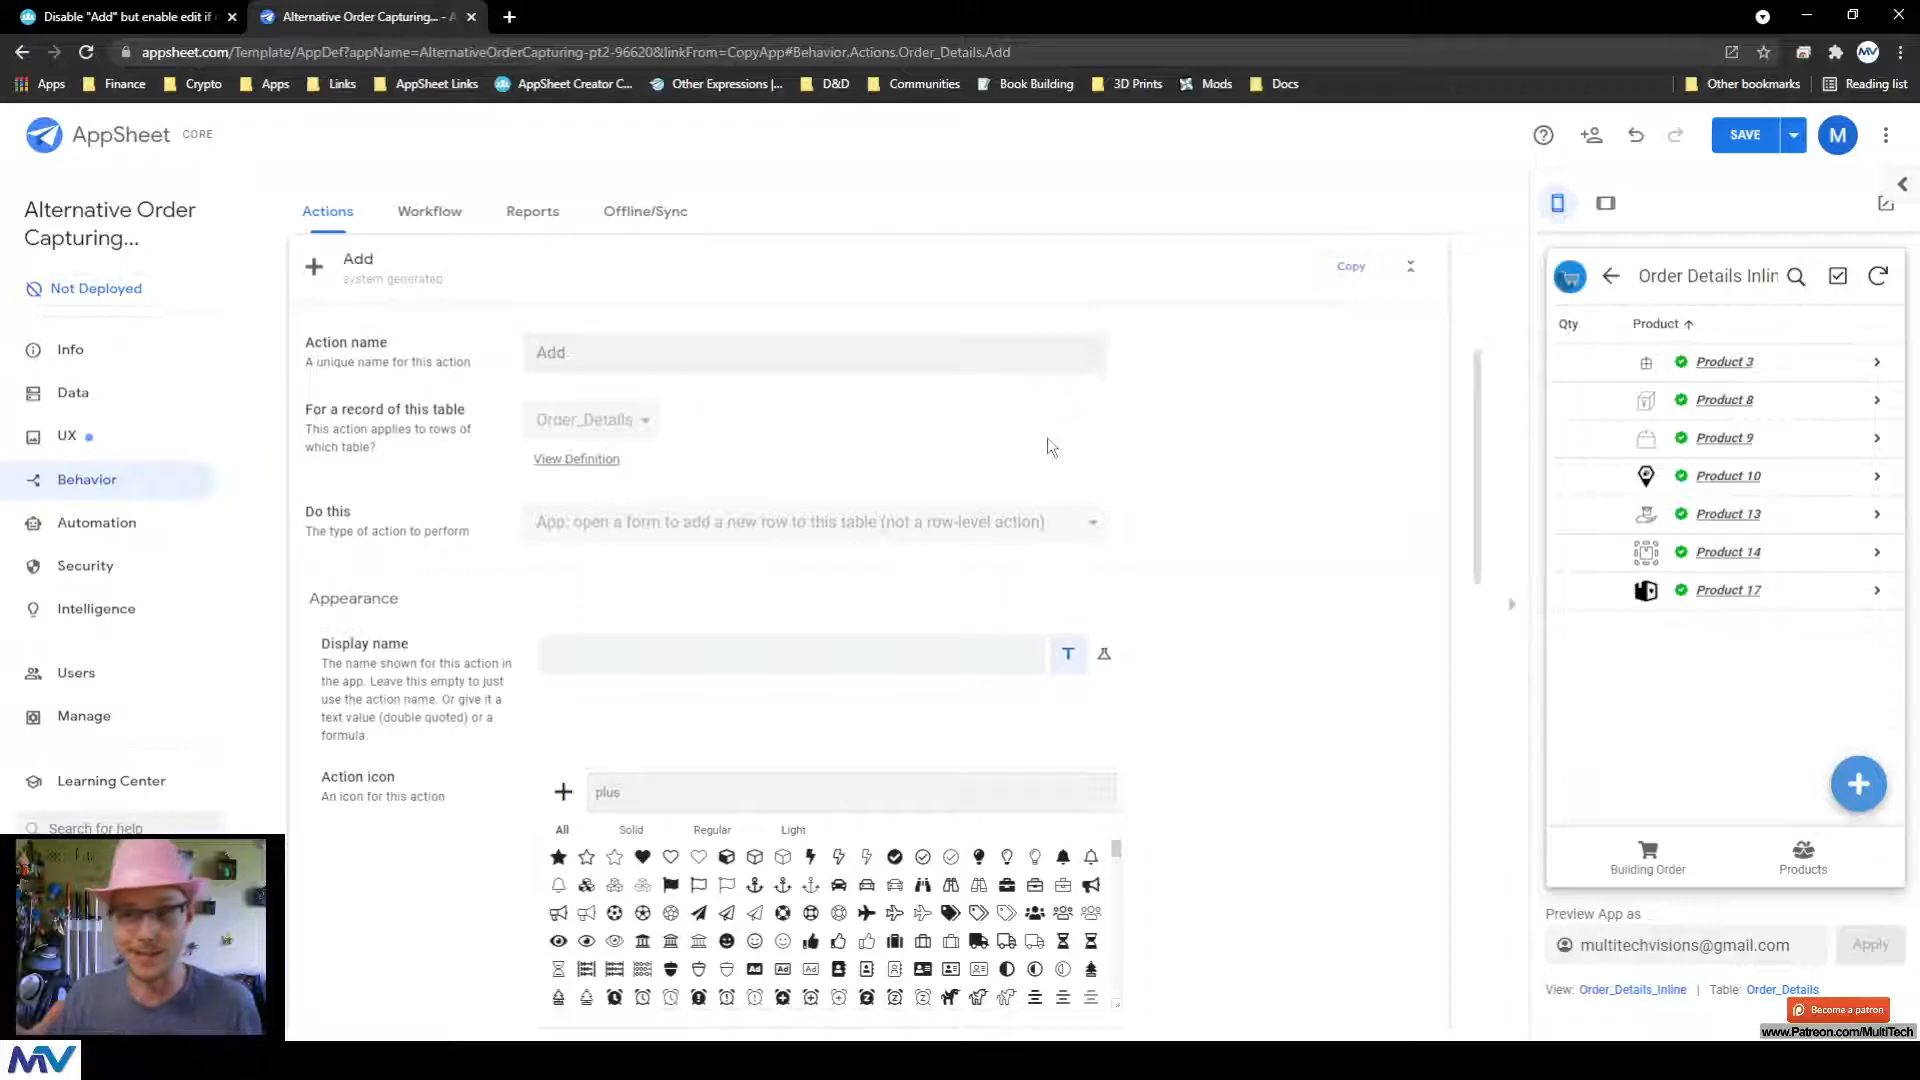 Disable "Add" but enable edit if
Alternative Order Capturing... - A
appsheet.com/Template/AppDef?appName=AlternativeOrderCapturing-pt2-96620&linkFrom=CopyApp#Behavior.Actions.Order_Details.Add
MV
Apps
Finance
Crypto
Apps
Links
AppSheet Links
AppSheet Creator C...
Other Expressions |...
D&D
Communities
Book Building
3D Prints
Mods
Docs
Other bookmarks
Reading list
AppSheet CORE
SAVE
M
Alternative Order
Capturing...
Not Deployed
Info
Data
UX
Behavior
Automation
Security
Intelligence
Users
Manage
Learning Center
Search for help
Actions
Workflow
Reports
Offline/Sync
Add
system generated
Copy
Action name
A unique name for this action
Add
For a record of this table
This action applies to rows of
which table?
Order_Details
View Definition
Do this
The type of action to perform
App: open a form to add a new row to this table (not a row-level action)
Appearance
Display name
The name shown for this action in
the app. Leave this empty to just
use the action name. Or give it a
text value (double quoted) or a
formula.
T
Action icon
An icon for this action
plus
All
Solid
Regular
Light
Ad
Ad
Ad
Order Details Inlin
Qty
Product
Product 3
Product 8
Product 9
Product 10
Product 13
Product 14
Product 17
Building Order
Products
Preview App as
multitechvisions@gmail.com
Apply
View: Order_Details_Inline | Table: Order_Details
Become a patron
www.Patreon.com/MultiTech
MV